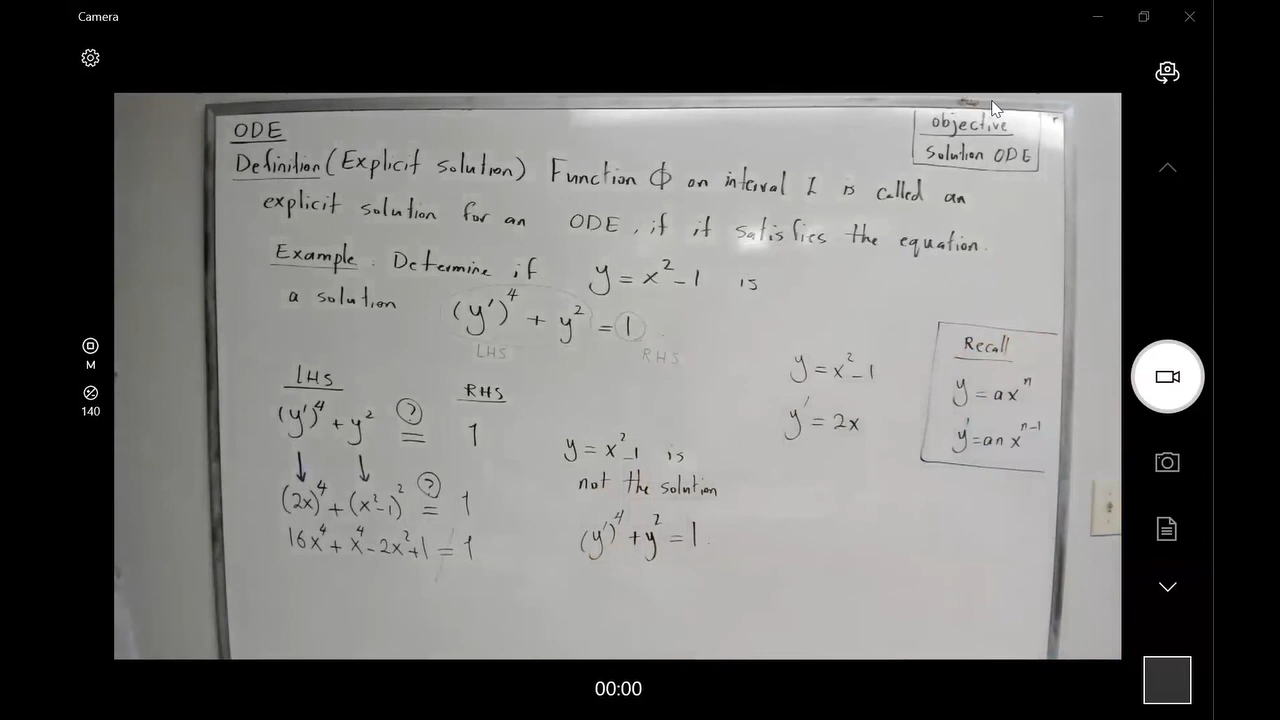 Camera
ODE
objective
Solution ODE
Definition (Explicit solution) Function Φ on interval I is called an
explicit solution for an ODE, if it satisfies the equation.
Example. Determine if y = x² - 1 is
a solution (y')⁴ + y² = 1
LHS RHS
LHS RHS
(y')⁴ + y² ≟ 1
(2x)⁴ + (x²-1)² ≟ 1
16x⁴ + x⁴ - 2x² + 1 = 1
y = x² - 1 is
not the solution
(y')⁴ + y² = 1.
y = x² - 1
y' = 2x
Recall
y = axⁿ
y' = anxⁿ⁻¹
M
140
00:00